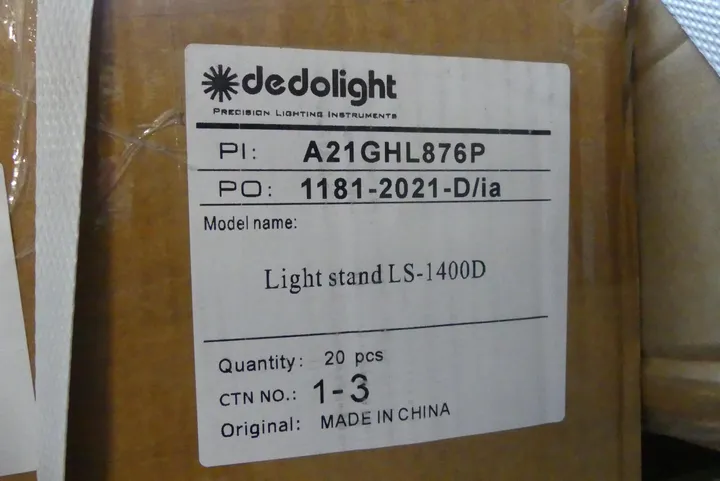 dedolight
PRECISION LIGHTING INSTRUMENTS
PI: A21GHL876P
PO: 1181-2021-D/ia
Model name:
Light stand LS-1400D
Quantity: 20 pcs
CTN NO.: 1-3
Original: MADE IN CHINA